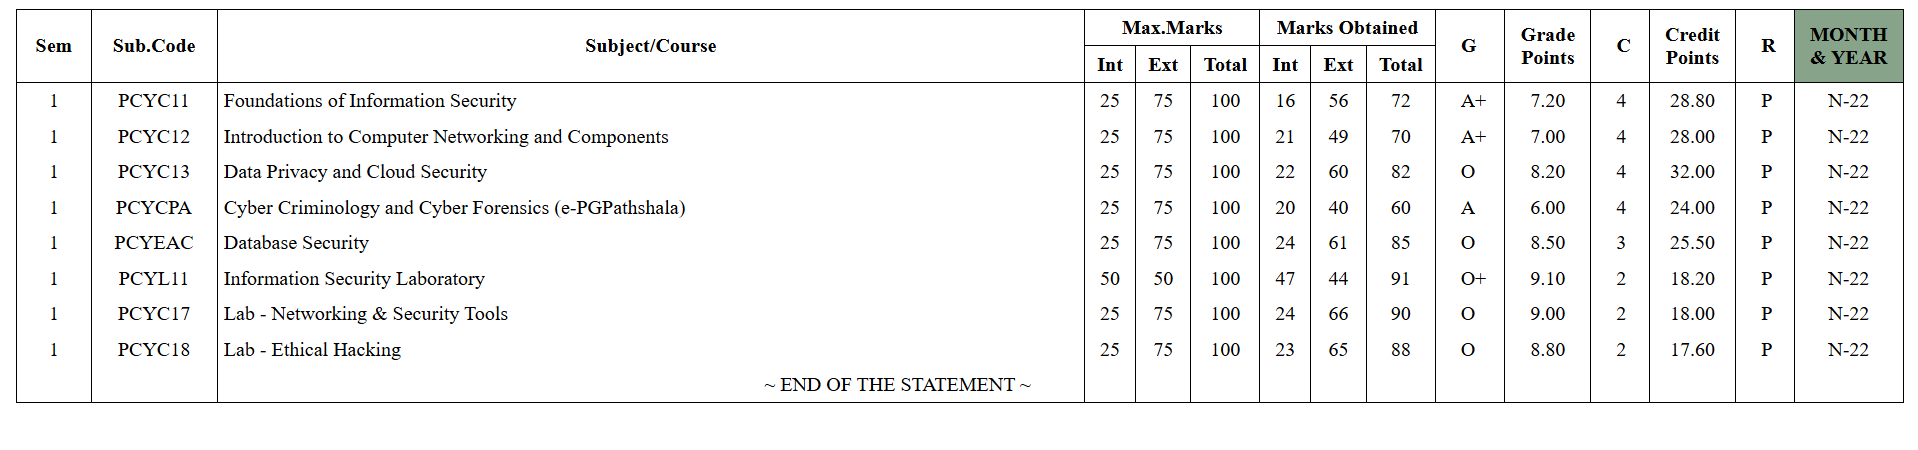 Sem Sub.Code Subject/Course Max.Marks Marks Obtained G Grade Points C Credit Points R MONTH & YEAR
Int Ext Total Int Ext Total
1 PCYC11 Foundations of Information Security 25 75 100 16 56 72 A+ 7.20 4 28.80 P N-22
1 PCYC12 Introduction to Computer Networking and Components 25 75 100 21 49 70 A+ 7.00 4 28.00 P N-22
1 PCYC13 Data Privacy and Cloud Security 25 75 100 22 60 82 O 8.20 4 32.00 P N-22
1 PCYCPA Cyber Criminology and Cyber Forensics (e-PGPathshala) 25 75 100 20 40 60 A 6.00 4 24.00 P N-22
1 PCYEAC Database Security 25 75 100 24 61 85 O 8.50 3 25.50 P N-22
1 PCYL11 Information Security Laboratory 50 50 100 47 44 91 O+ 9.10 2 18.20 P N-22
1 PCYC17 Lab - Networking & Security Tools 25 75 100 24 66 90 O 9.00 2 18.00 P N-22
1 PCYC18 Lab - Ethical Hacking 25 75 100 23 65 88 O 8.80 2 17.60 P N-22
~ END OF THE STATEMENT ~